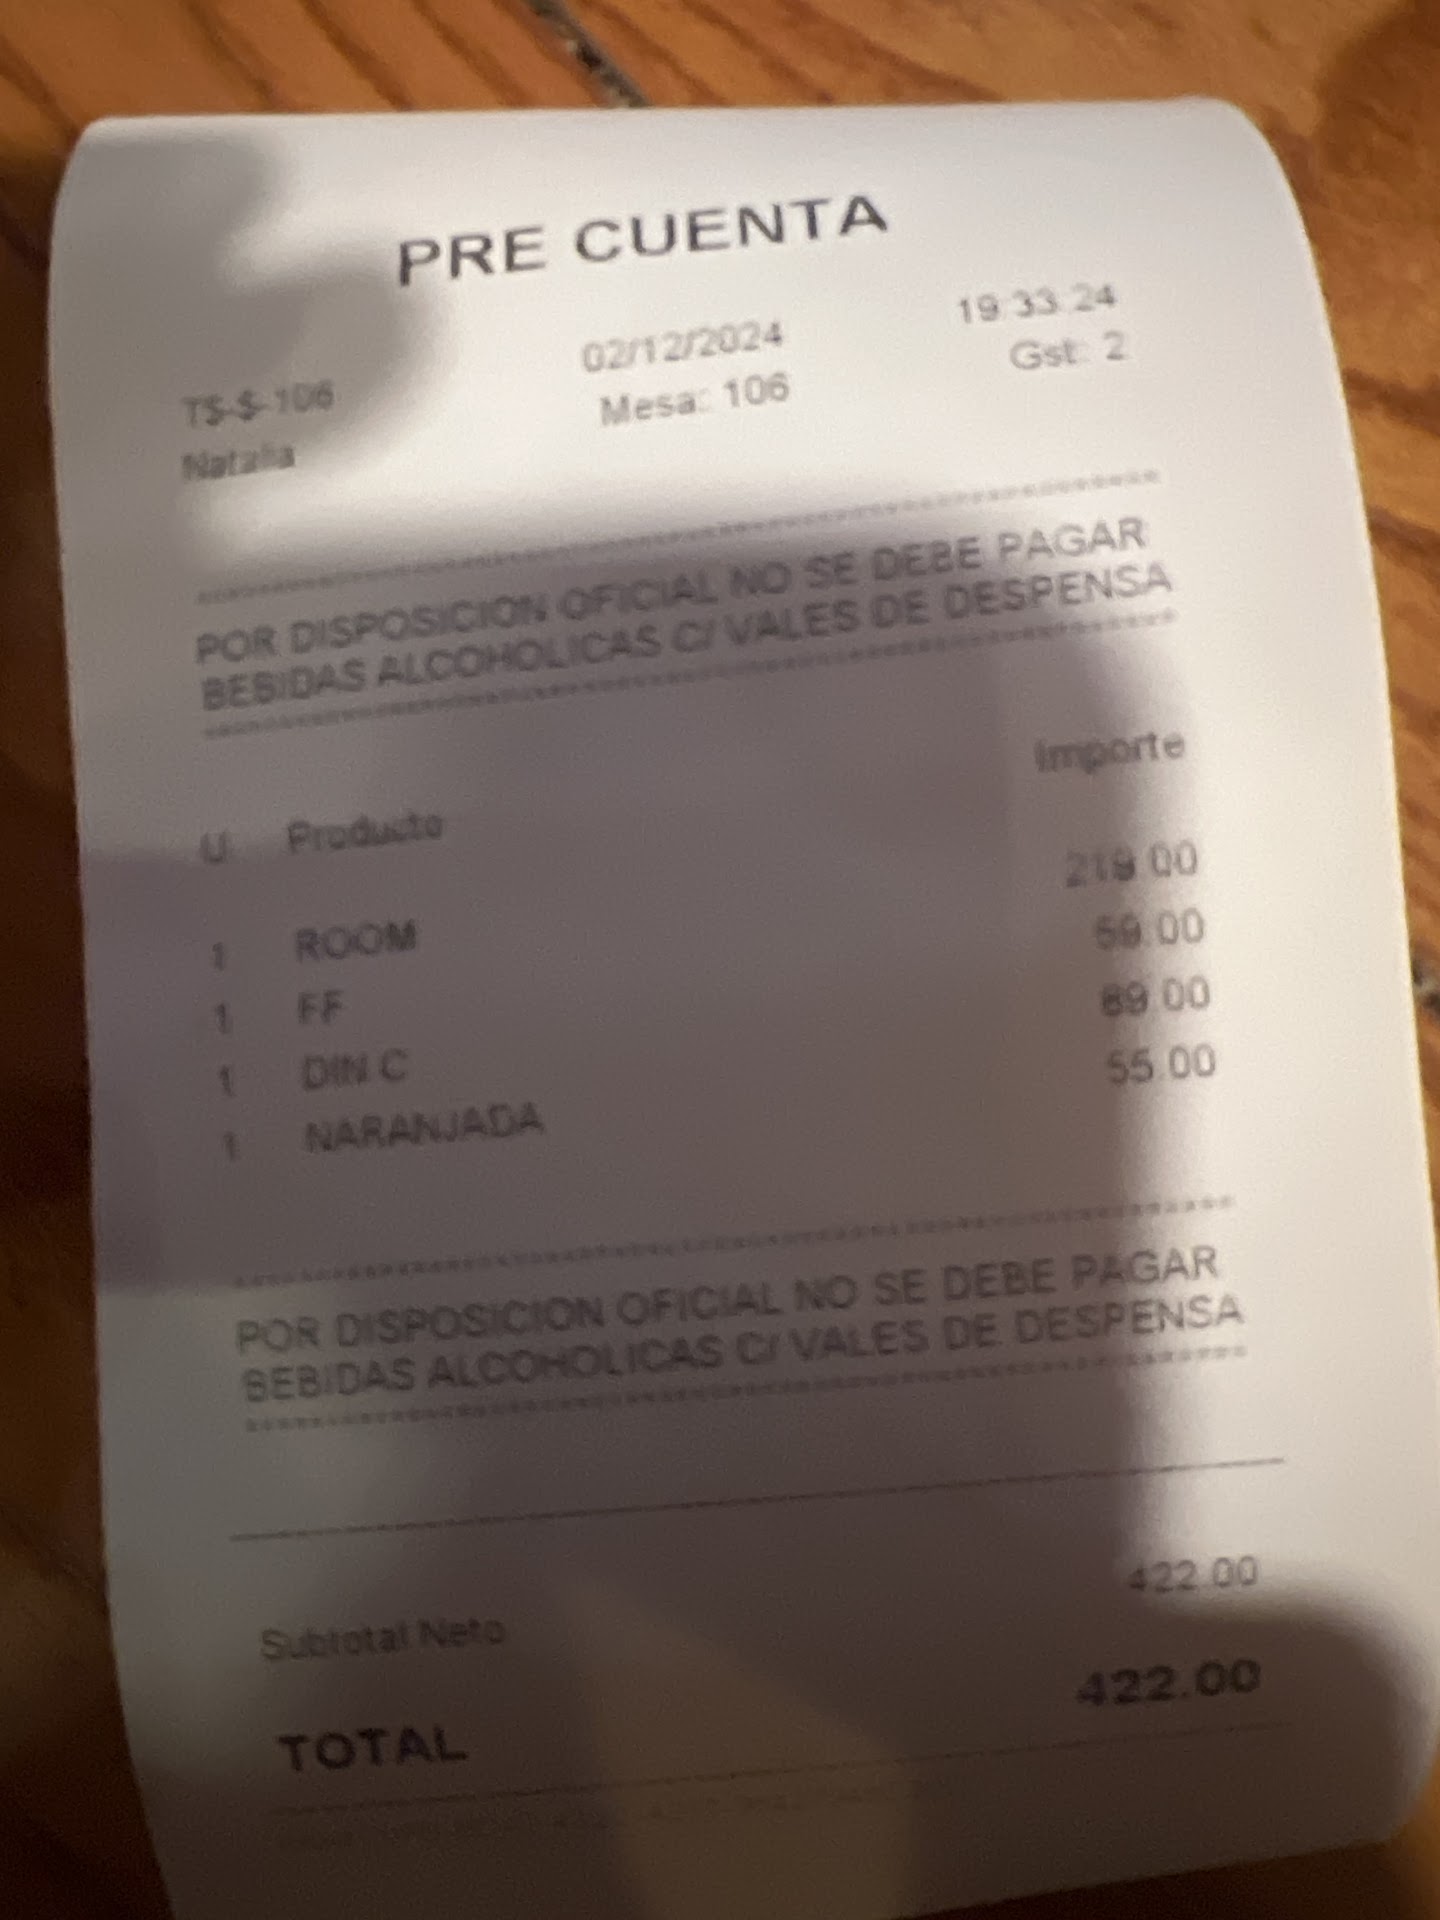 PRE CUENTA
02/12/2024 19:33:24
TS-$-106 Mesa: 106 Gst: 2
Natalia
POR DISPOSICION OFICIAL NO SE DEBE PAGAR
BEBIDAS ALCOHOLICAS C/ VALES DE DESPENSA
U Producto Importe
1 ROOM 219.00
1 FF 59.00
1 DIN.C 89.00
1 NARANJADA 55.00
POR DISPOSICION OFICIAL NO SE DEBE PAGAR
BEBIDAS ALCOHOLICAS C/ VALES DE DESPENSA
Subtotal Neto 422.00
TOTAL 422.00